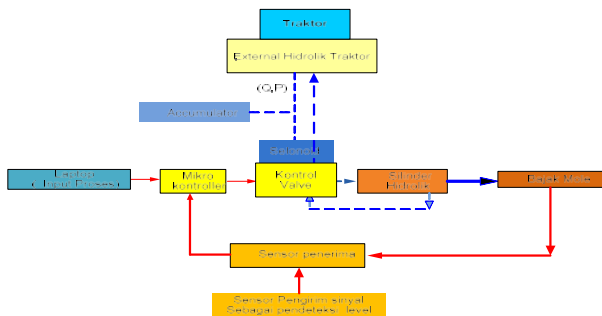 Traktor
External Hidrolik Traktor
(Q,P)
Solenoid
Laptop
Mikro
kontroller
Kontrol
Valve
Silinder
Hidrolik
Sensor penerima
Sensor Pengirim sinyal
Sebagai pendeteksi level